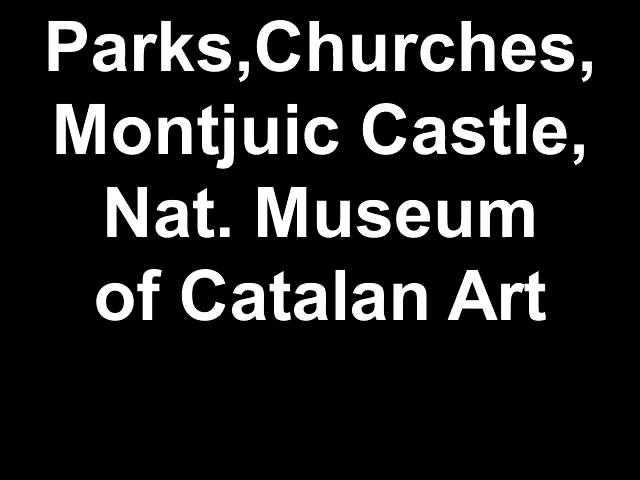 Parks,Churches,
Montjuic Castle,
Nat. Museum
of Catalan Art